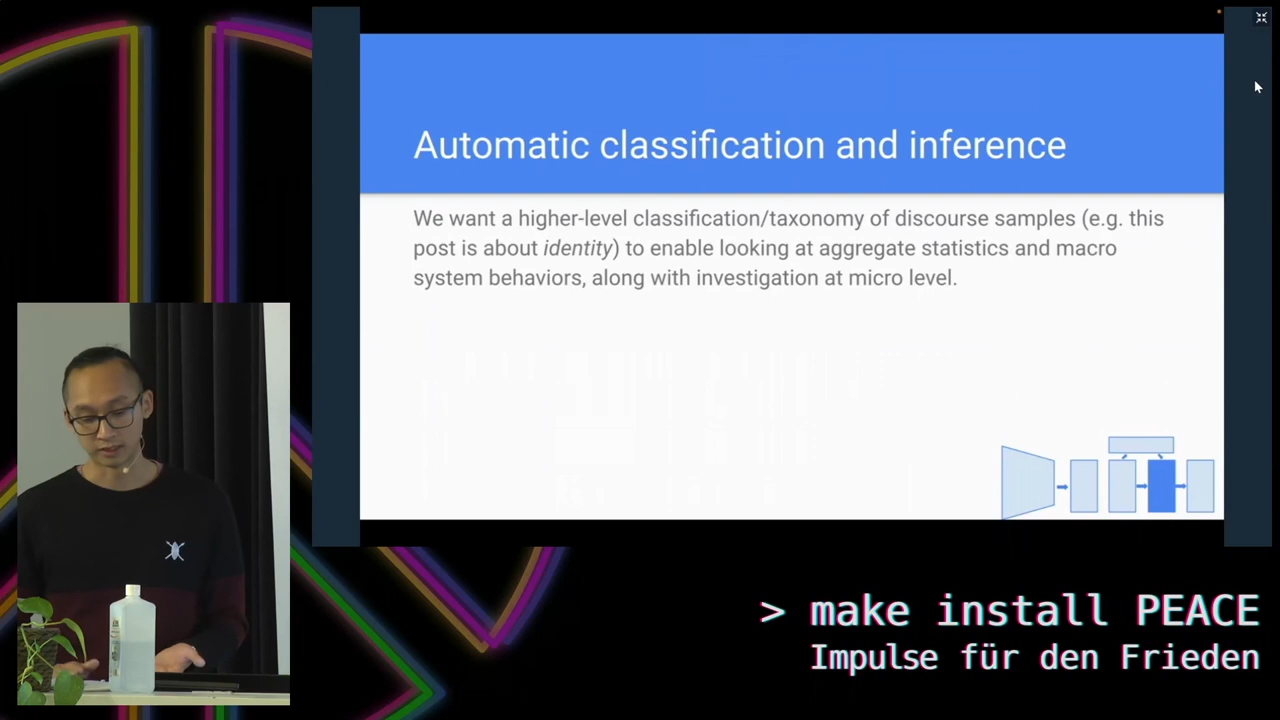 Automatic classification and inference
We want a higher-level classification/taxonomy of discourse samples (e.g. this
post is about identity) to enable looking at aggregate statistics and macro
system behaviors, along with investigation at micro level.
> make install PEACE
Impulse für den Frieden